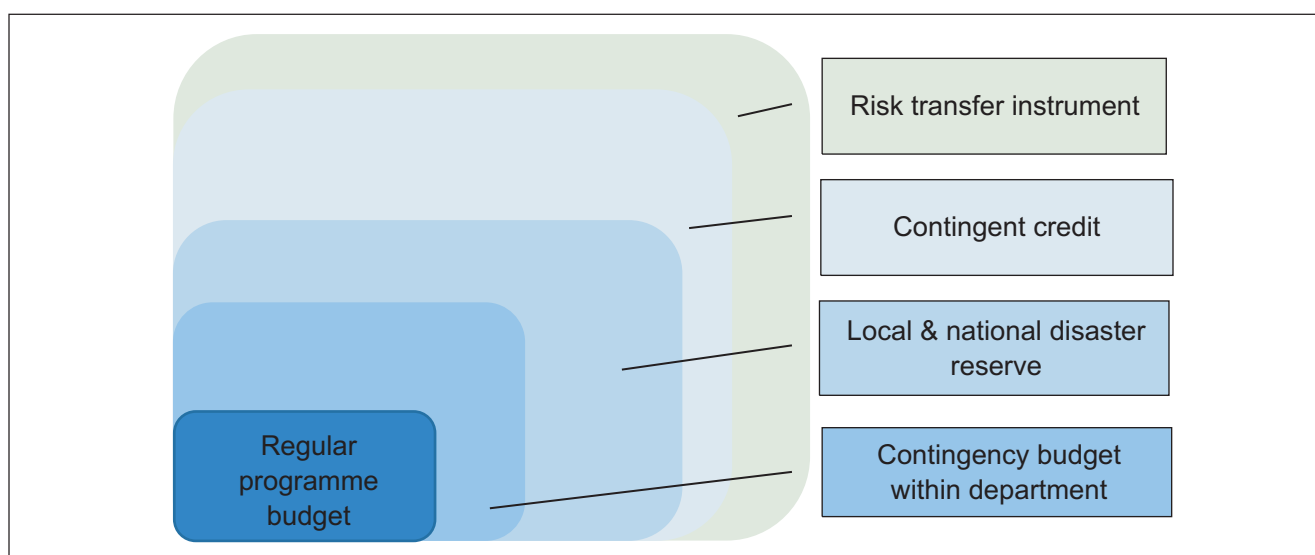 Risk transfer instrument
Contingent credit
Local & national disaster
reserve
Contingency budget
within department
Regular
programme
budget